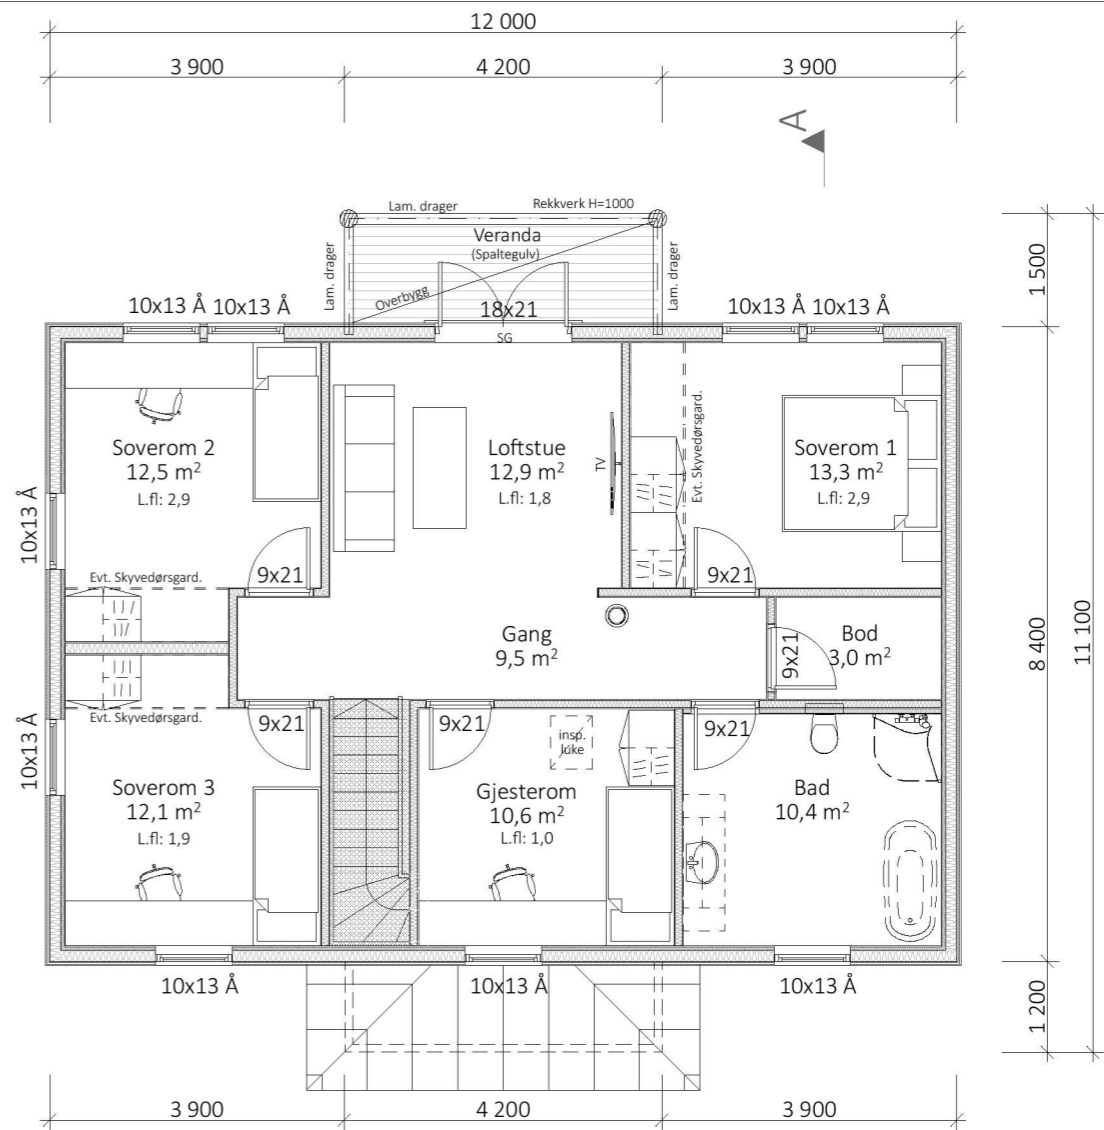 12 000
3 900
4 200
3 900
A
Lam. drager
Rekkverk H=1000
Veranda
(Spaltegulv)
Lam. drager
Lam. drager
Overbygg
1 500
10x13 Å
10x13 Å
18x21
10x13 Å
10x13 Å
SG
Soverom 2
12,5 m²
L.fl: 2,9
Loftstue
12,9 m²
L.fl: 1,8
TV
Evt. Skyvedørsgard.
Soverom 1
13,3 m²
L.fl: 2,9
10x13 Å
Evt. Skyvedørsgard.
9x21
9x21
Gang
9,5 m²
9x21
Bod
3,0 m²
8 400
11 100
Evt. Skyvedørsgard.
10x13 Å
9x21
9x21
insp.
luke
9x21
Soverom 3
12,1 m²
L.fl: 1,9
Gjesterom
10,6 m²
L.fl: 1,0
Bad
10,4 m²
10x13 Å
10x13 Å
10x13 Å
1 200
3 900
4 200
3 900